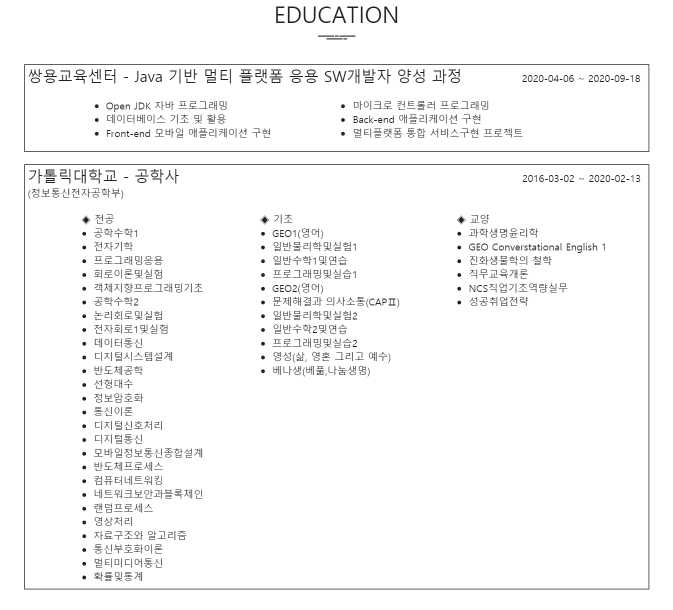 EDUCATION
쌍용교육센터 - Java 기반 멀티 플랫폼 응용 SW개발자 양성 과정 2020-04-06 ~ 2020-09-18
Open JDK 자바 프로그래밍
데이터베이스 기초 및 활용
Front-end 모바일 애플리케이션 구현
마이크로 컨트롤러 프로그래밍
Back-end 애플리케이션 구현
멀티플랫폼 통합 서비스구현 프로젝트
가톨릭대학교 - 공학사 2016-03-02 ~ 2020-02-13
(정보통신전자공학부)
전공
공학수학1
전자기학
프로그래밍응용
회로이론및실험
객체지향프로그래밍기초
공학수학2
논리회로및실험
전자회로1및실험
데이터통신
디지털시스템설계
반도체공학
선형대수
정보암호화
통신이론
디지털신호처리
디지털통신
모바일정보통신종합설계
반도체프로세스
컴퓨터네트워킹
네트워크보안과블록체인
랜덤프로세스
영상처리
자료구조와 알고리즘
통신부호화이론
멀티미디어통신
확률및통계
기초
GEO1(영어)
일반물리학및실험1
일반수학1및연습
프로그래밍및실습1
GEO2(영어)
문제해결과 의사소통(CAPⅡ)
일반물리학및실험2
일반수학2및연습
프로그래밍및실습2
영성(삶, 영혼 그리고 예수)
베나생(베풂,나눔생명)
교양
과학생명윤리학
GEO Converstational English 1
진화생물학의 철학
직무교육개론
NCS직업기초역량실무
성공취업전략